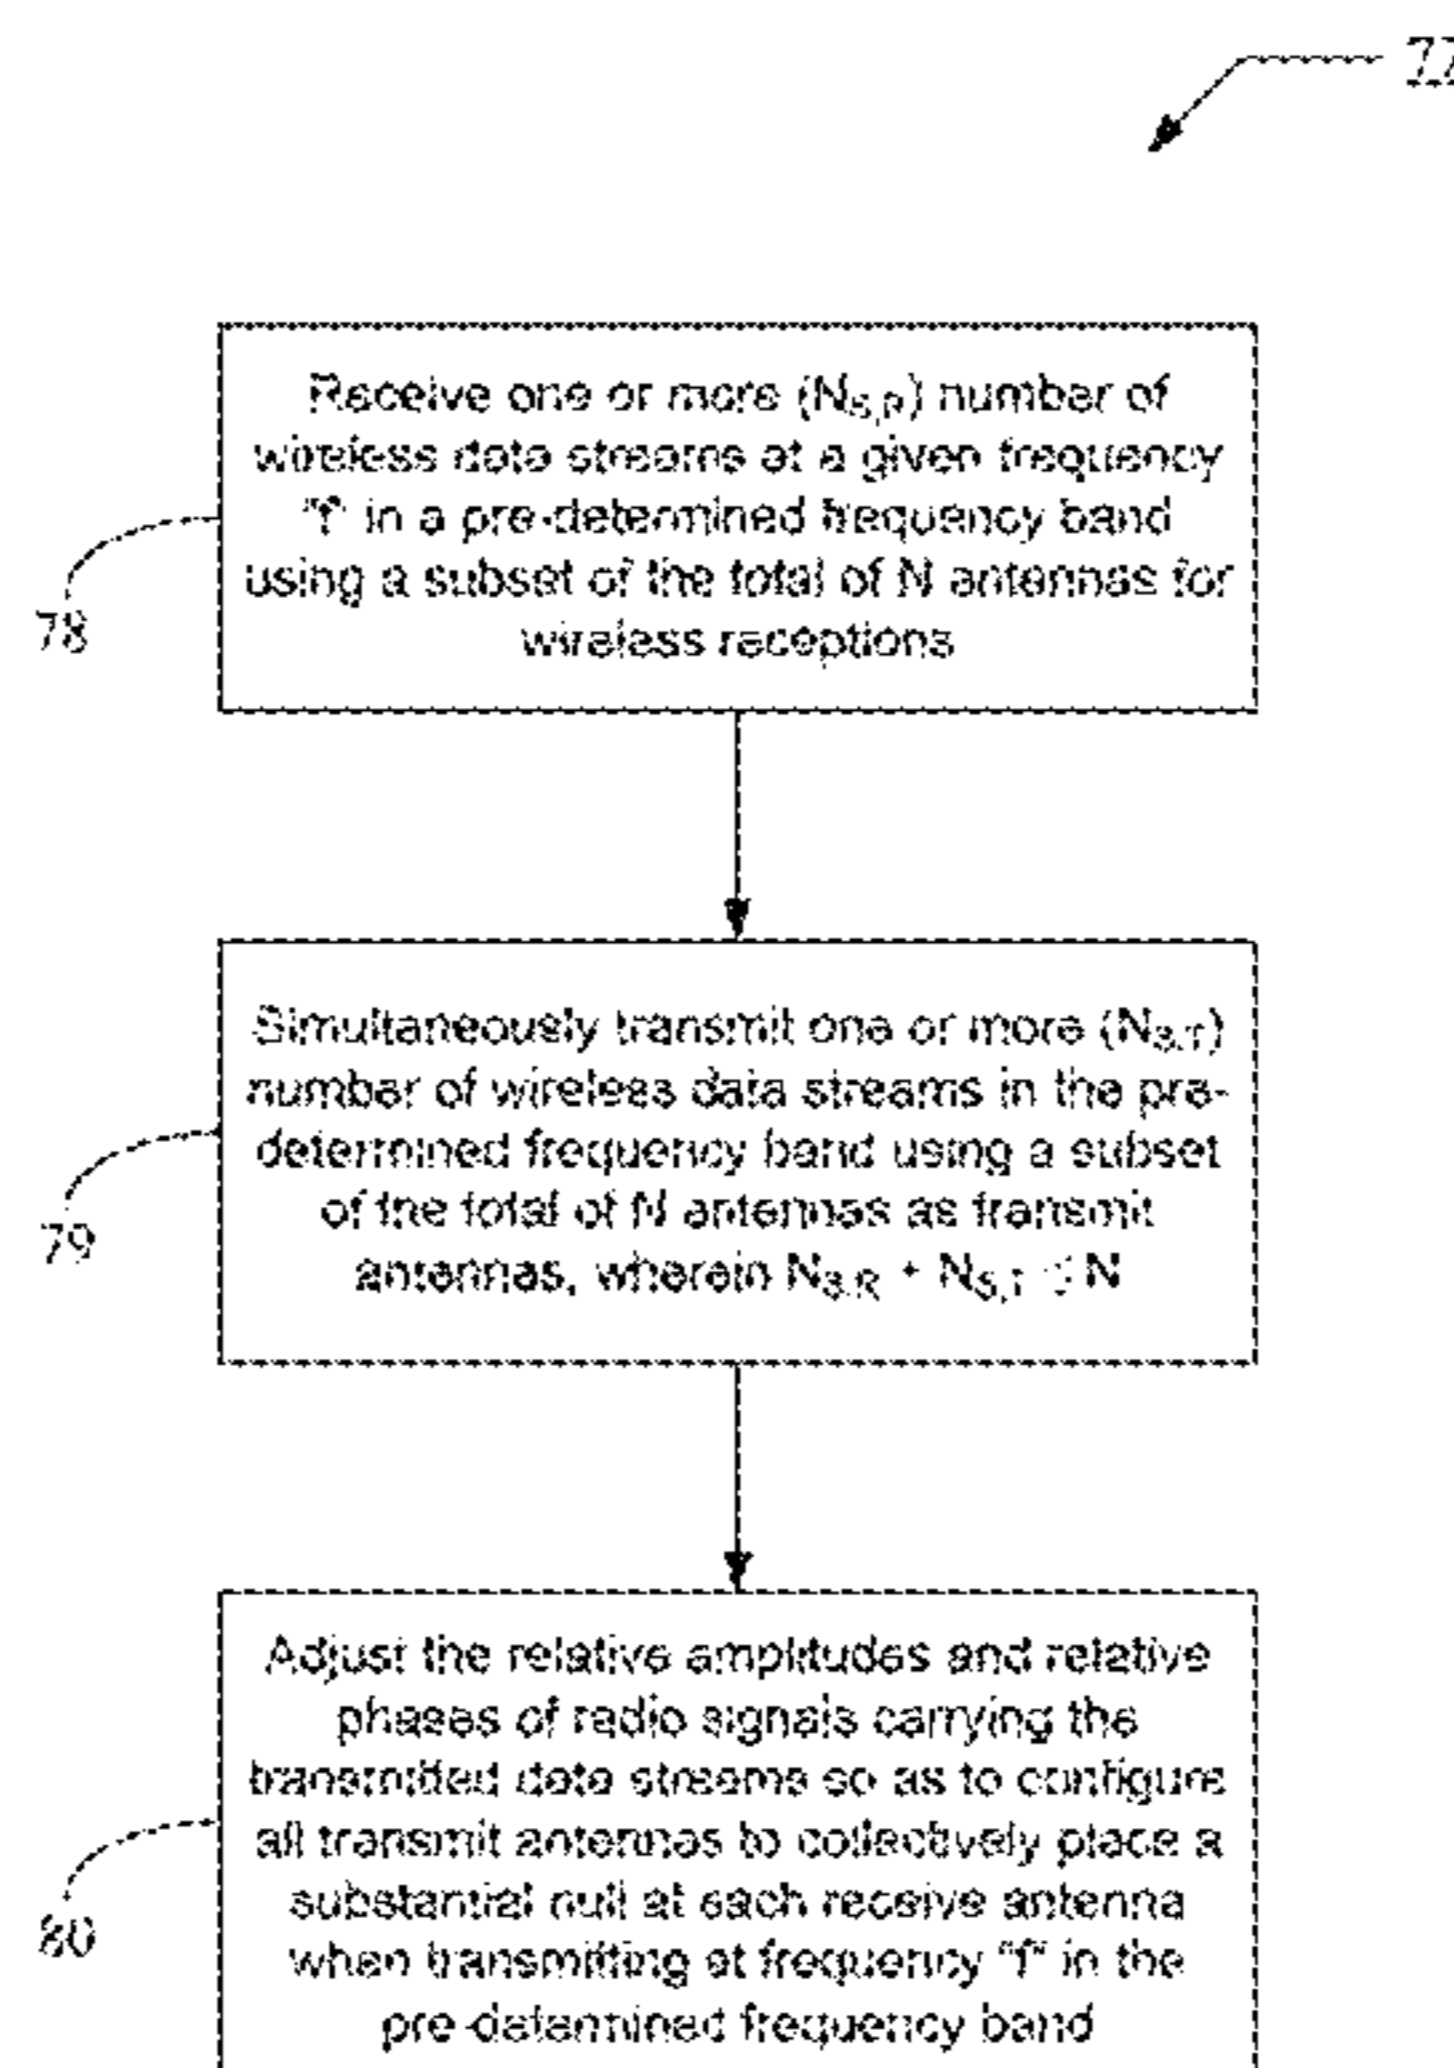 77
Receive one or more (N_S,R) number of
wireless data streams at a given frequency
"f" in a pre-determined frequency band
using a subset of the total of N antennas for
wireless receptions
78
Simultaneously transmit one or more (N_S,T)
number of wireless data streams in the pre-
determined frequency band using a subset
of the total of N antennas as transmit
antennas, wherein N_S,R + N_S,T ≤ N
79
Adjust the relative amplitudes and relative
phases of radio signals carrying the
transmitted data streams so as to configure
all transmit antennas to collectively place a
substantial null at each receive antenna
when transmitting at frequency "f" in the
pre-determined frequency band
80